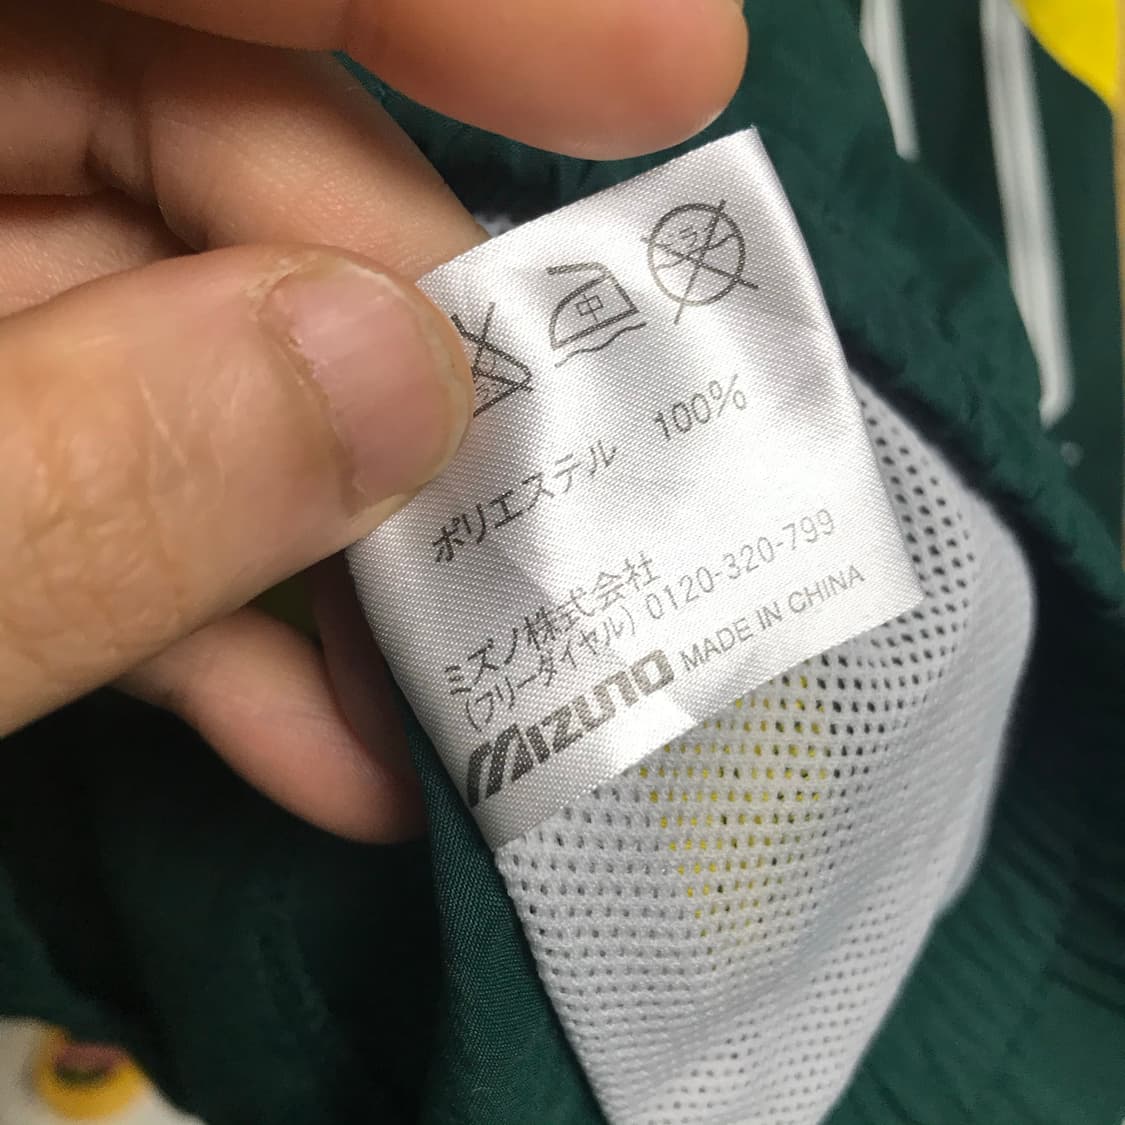 中
ポリエステル 100%
ミズノ株式会社
(フリーダイヤル) 0120-320-799
Mizuno MADE IN CHINA